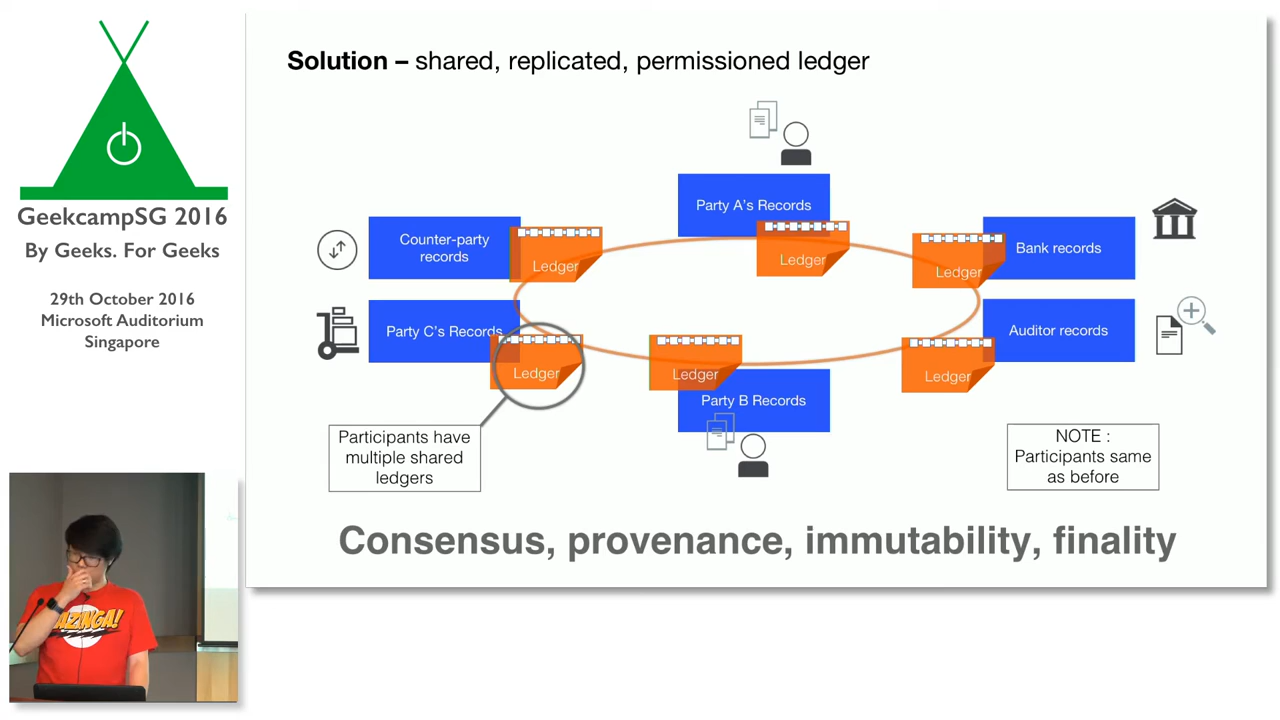 GeekcampSG 2016
By Geeks. For Geeks
29th October 2016
Microsoft Auditorium
Singapore
Solution – shared, replicated, permissioned ledger
Party A's Records
Ledger
Counter-party
records
Ledger
Bank records
Ledger
Party C's Records
Ledger
Ledger
Party B Records
Auditor records
Ledger
Participants have
multiple shared
ledgers
NOTE :
Participants same
as before
Consensus, provenance, immutability, finality
BAZINGA!